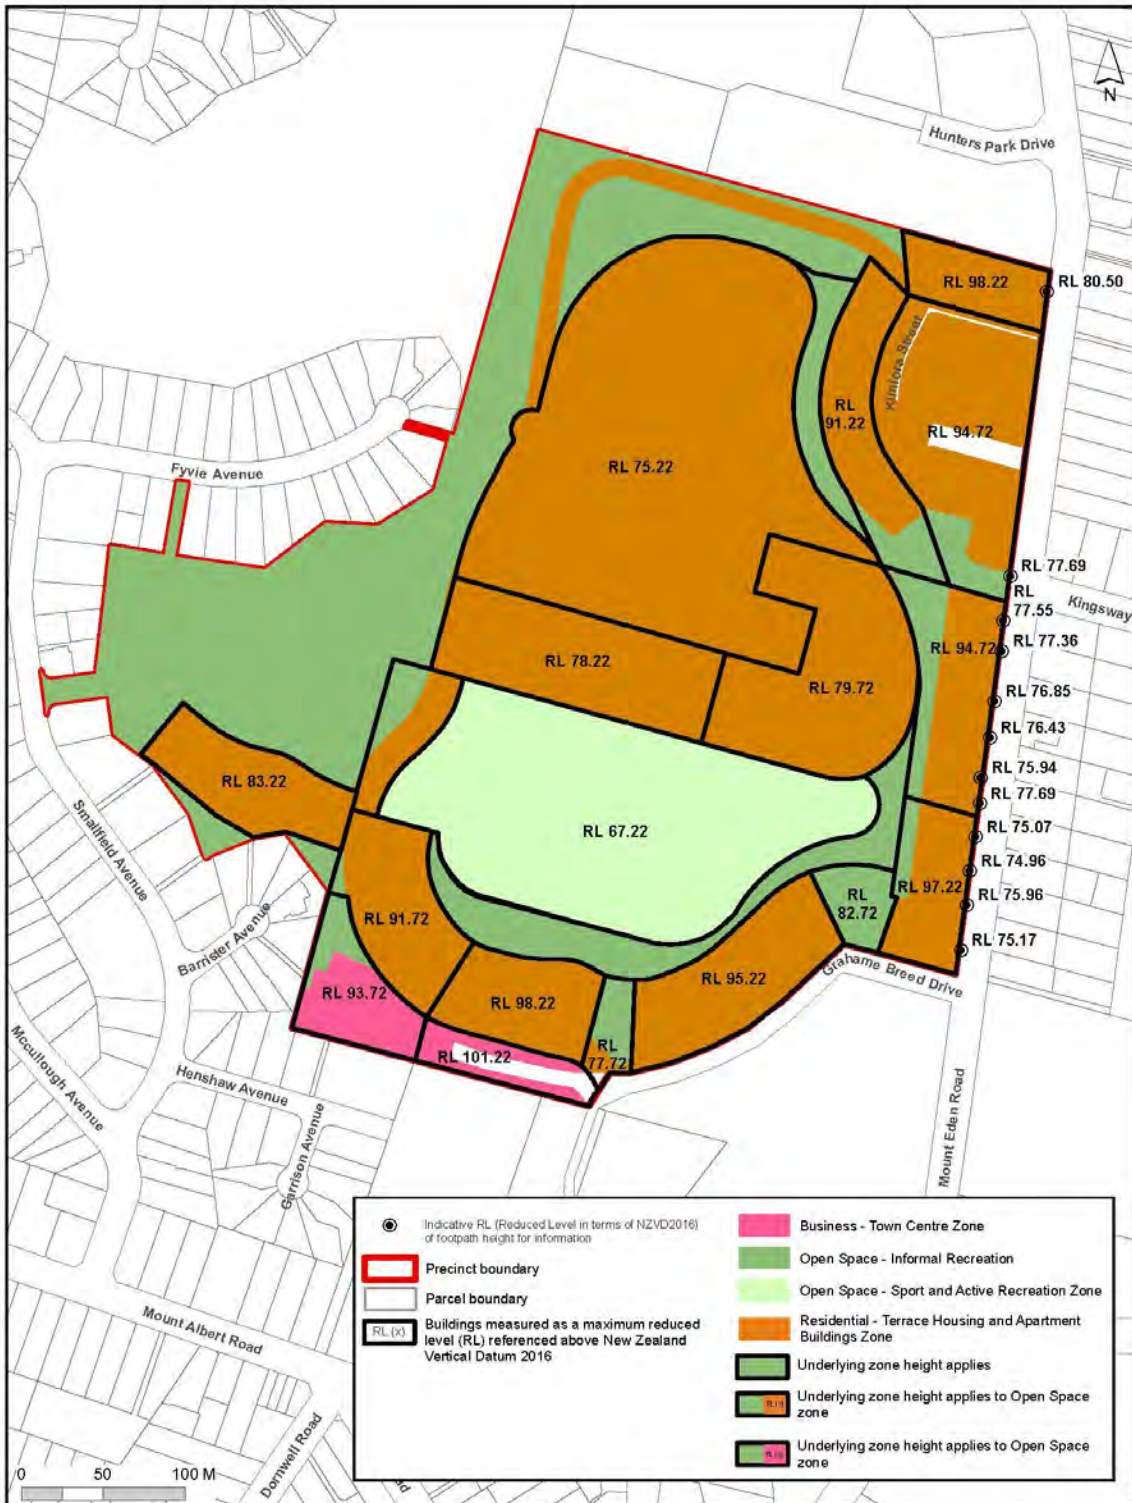 N
Hunters Park Drive
RL 98.22
RL 80.50
Kumiora Street
RL
91.22
RL 94.72
RL 75.22
Fyvie Avenue
RL 77.69
RL
77.55
Kingsway
RL 94.72
RL 77.36
RL 78.22
RL 79.72
RL 76.85
RL 76.43
RL 75.94
RL 83.22
RL 77.69
RL 67.22
RL 75.07
Smallfield Avenue
RL 74.96
RL 97.22
RL
82.72
RL 75.96
RL 91.72
Barrister Avenue
RL 75.17
RL 95.22
Grahame Breed Drive
RL 93.72
RL 98.22
RL
77.72
RL 101.22
Mccullough Avenue
Henshaw Avenue
Garrison Avenue
Mount Eden Road
Mount Albert Road
Dornwell Road
Indicative RL (Reduced Level in terms of NZVD2016)
of footpath height for information
Precinct boundary
Parcel boundary
RL (x)
Buildings measured as a maximum reduced
level (RL) referenced above New Zealand
Vertical Datum 2016
Business - Town Centre Zone
Open Space - Informal Recreation
Open Space - Sport and Active Recreation Zone
Residential - Terrace Housing and Apartment
Buildings Zone
Underlying zone height applies
Underlying zone height applies to Open Space
zone
Underlying zone height applies to Open Space
zone
0 50 100 M